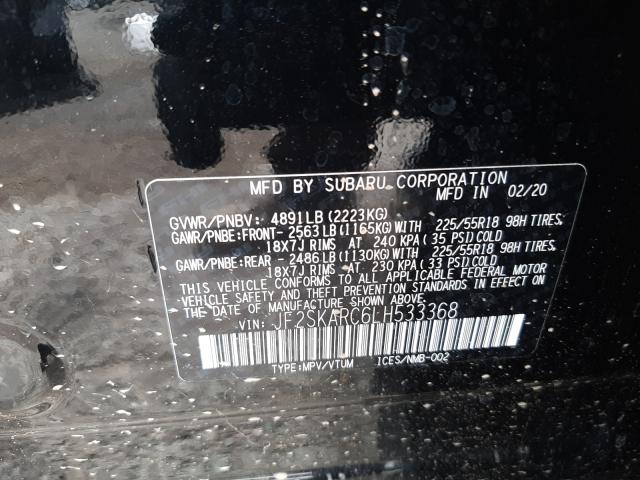 MFD BY SUBARU CORPORATION
MFD IN 02/20
GVWR/PNBV: 4891LB(2223KG)
GAWR/PNBE:FRONT-2563LB(1165KG)WITH 225/55R18 98H TIRES,
18X7J RIMS AT 240 KPA(35 PSI)COLD
GAWR/PNBE:REAR -2486LB(1130KG)WITH 225/55R18 98H TIRES,
18X7J RIMS AT 230 KPA(33 PSI)COLD
THIS VEHICLE CONFORMS TO ALL APPLICABLE FEDERAL MOTOR
VEHICLE SAFETY AND THEFT PREVENTION STANDARDS IN EFFECT ON
THE DATE OF MANUFACTURE SHOWN ABOVE.
VIN: JF2SKARC6LH533368
TYPE:MPV/VTUM ICES/NMB-002